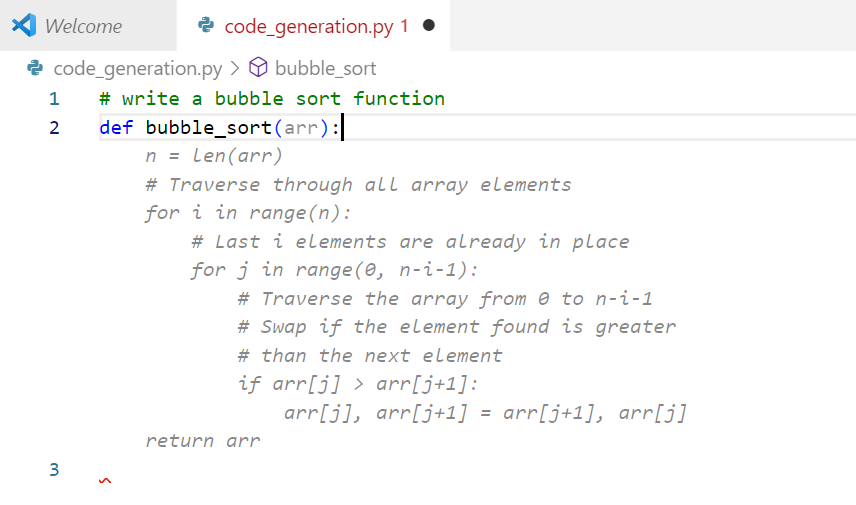 Welcome
code_generation.py 1
code_generation.py > bubble_sort
1 # write a bubble sort function
2 def bubble_sort(arr):
    n = len(arr)
    # Traverse through all array elements
    for i in range(n):
        # Last i elements are already in place
        for j in range(0, n-i-1):
            # Traverse the array from 0 to n-i-1
            # Swap if the element found is greater
            # than the next element
            if arr[j] > arr[j+1]:
                arr[j], arr[j+1] = arr[j+1], arr[j]
    return arr
3